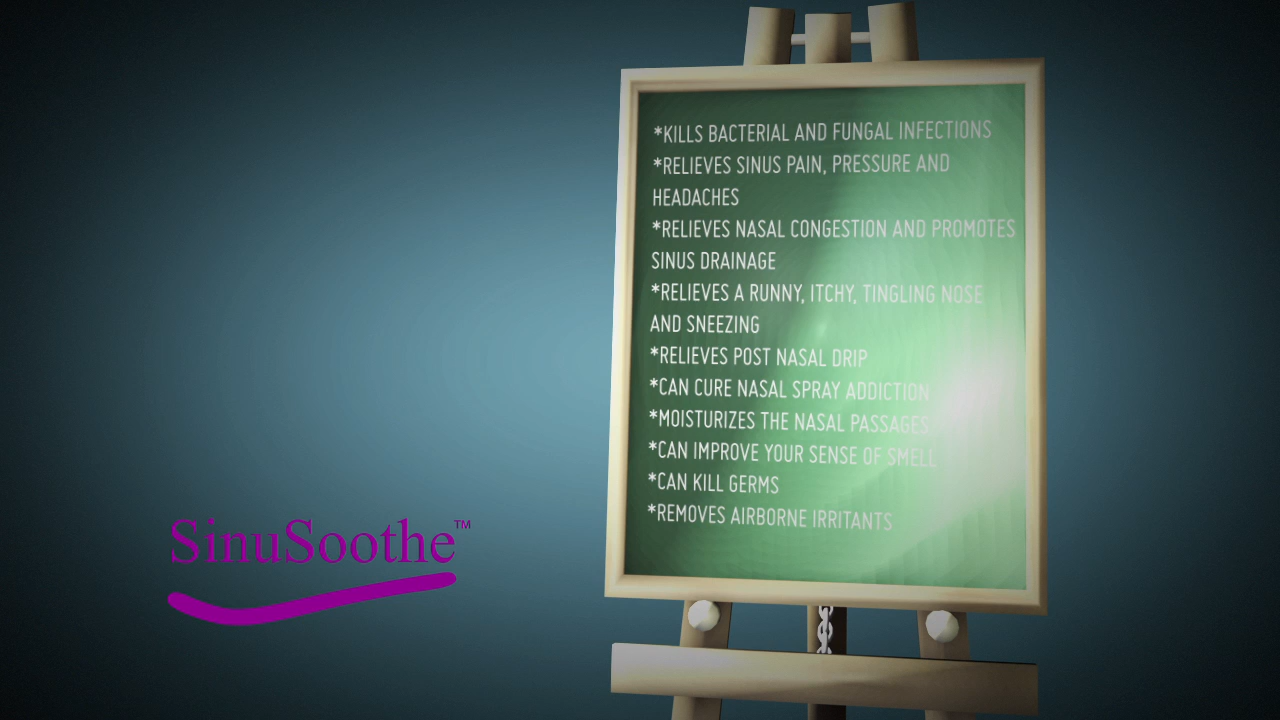 *KILLS BACTERIAL AND FUNGAL INFECTIONS
*RELIEVES SINUS PAIN, PRESSURE AND
HEADACHES
*RELIEVES NASAL CONGESTION AND PROMOTES
SINUS DRAINAGE
*RELIEVES A RUNNY, ITCHY, TINGLING NOSE
AND SNEEZING
*RELIEVES POST NASAL DRIP
*CAN CURE NASAL SPRAY ADDICTION
*MOISTURIZES THE NASAL PASSAGES
*CAN IMPROVE YOUR SENSE OF SMELL
*CAN KILL GERMS
*REMOVES AIRBORNE IRRITANTS
SinuSoothe™